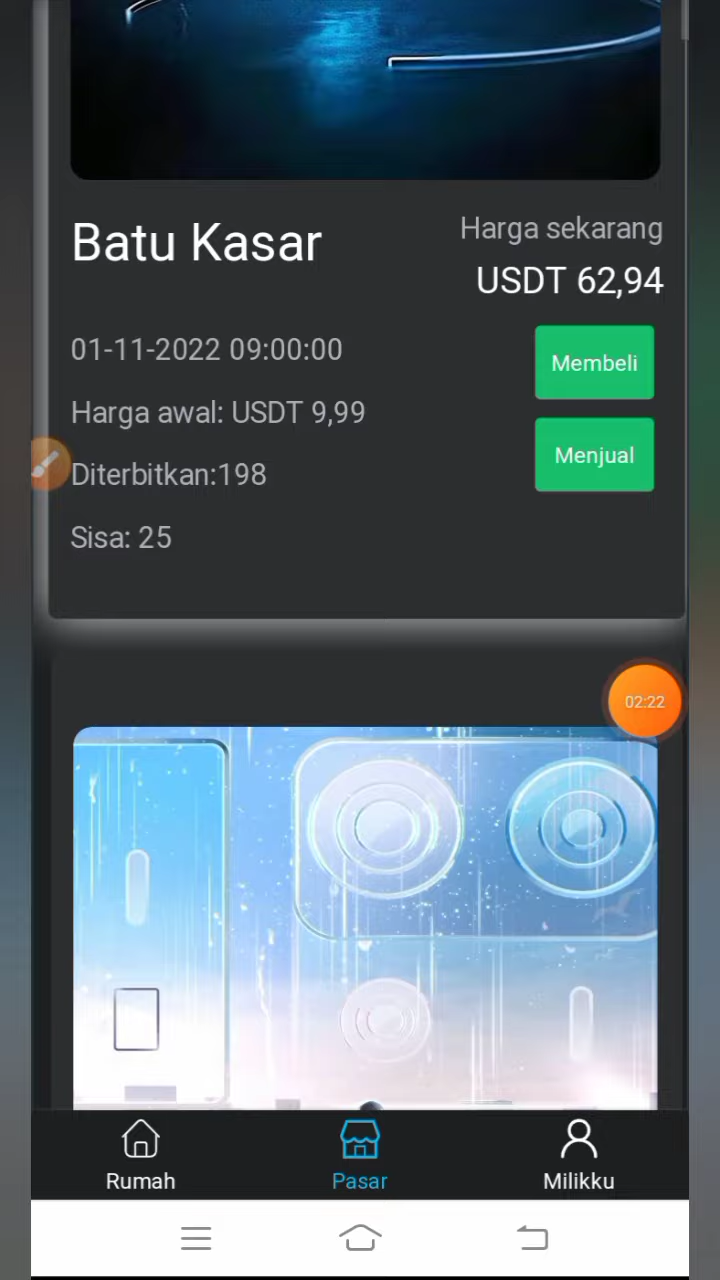 Batu Kasar
Harga sekarang
USDT 62,94
01-11-2022 09:00:00
Membeli
Harga awal: USDT 9,99
Menjual
Diterbitkan:198
Sisa: 25
02:22
Rumah
Pasar
Milikku